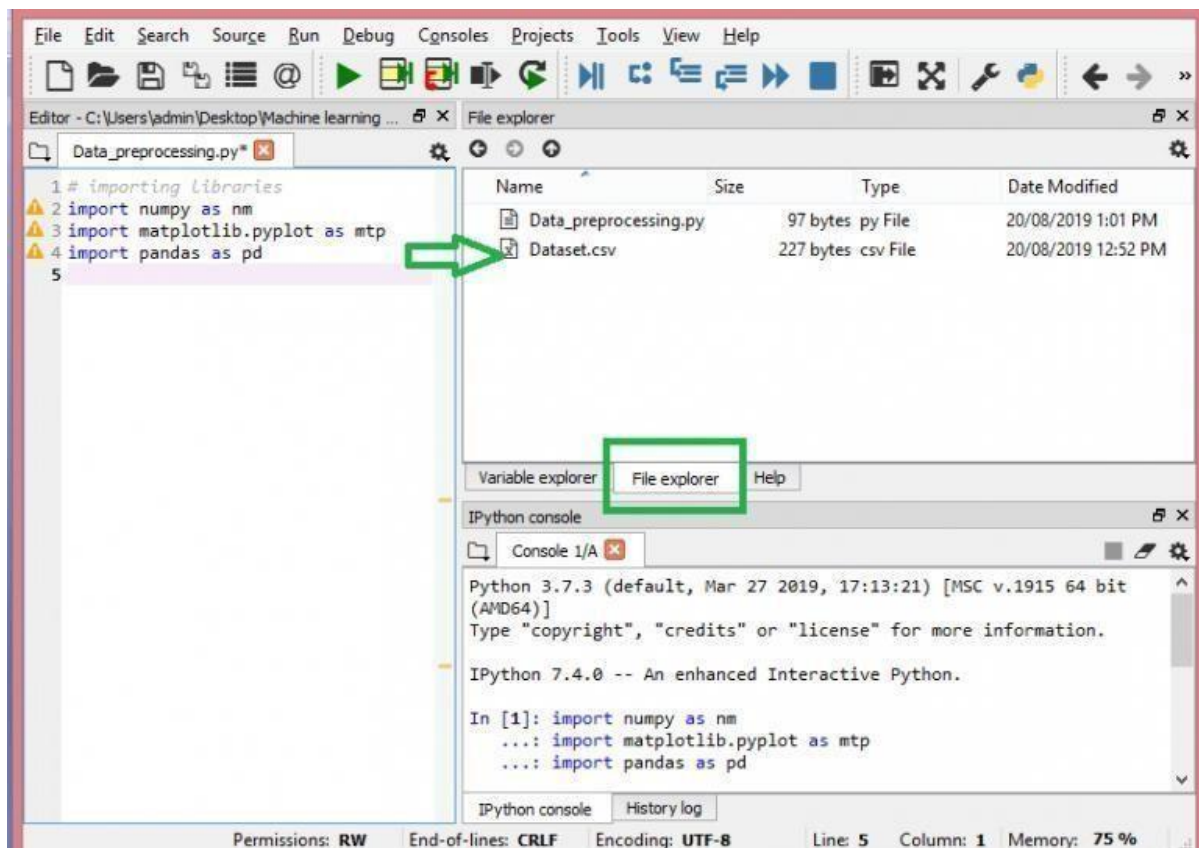 File Edit Search Source Run Debug Consoles Projects Tools View Help
Editor - C:\Users\admin\Desktop\Machine learning ...
Data_preprocessing.py*
1 # importing libraries
2 import numpy as nm
3 import matplotlib.pyplot as mtp
4 import pandas as pd
5
File explorer
Name Size Type Date Modified
Data_preprocessing.py 97 bytes py File 20/08/2019 1:01 PM
Dataset.csv 227 bytes csv File 20/08/2019 12:52 PM
Variable explorer File explorer Help
IPython console
Console 1/A
Python 3.7.3 (default, Mar 27 2019, 17:13:21) [MSC v.1915 64 bit
(AMD64)]
Type "copyright", "credits" or "license" for more information.
IPython 7.4.0 -- An enhanced Interactive Python.
In [1]: import numpy as nm
...: import matplotlib.pyplot as mtp
...: import pandas as pd
IPython console History log
Permissions: RW End-of-lines: CRLF Encoding: UTF-8 Line: 5 Column: 1 Memory: 75 %